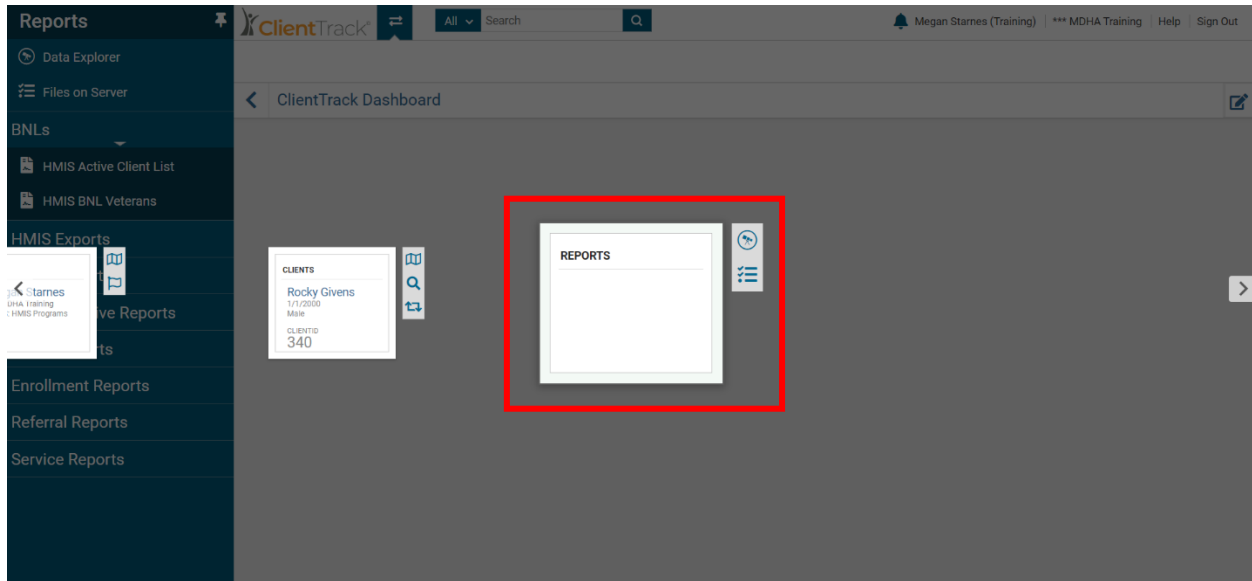 Reports
ClientTrack
All
Search
Megan Starnes (Training)
*** MDHA Training
Help
Sign Out
Data Explorer
Files on Server
ClientTrack Dashboard
BNLs
HMIS Active Client List
HMIS BNL Veterans
HMIS Exports
Starnes
MDHA Training
HMIS Programs
ive Reports
ts
Enrollment Reports
Referral Reports
Service Reports
CLIENTS
Rocky Givens
1/1/2000
Male
CLIENTID
340
REPORTS